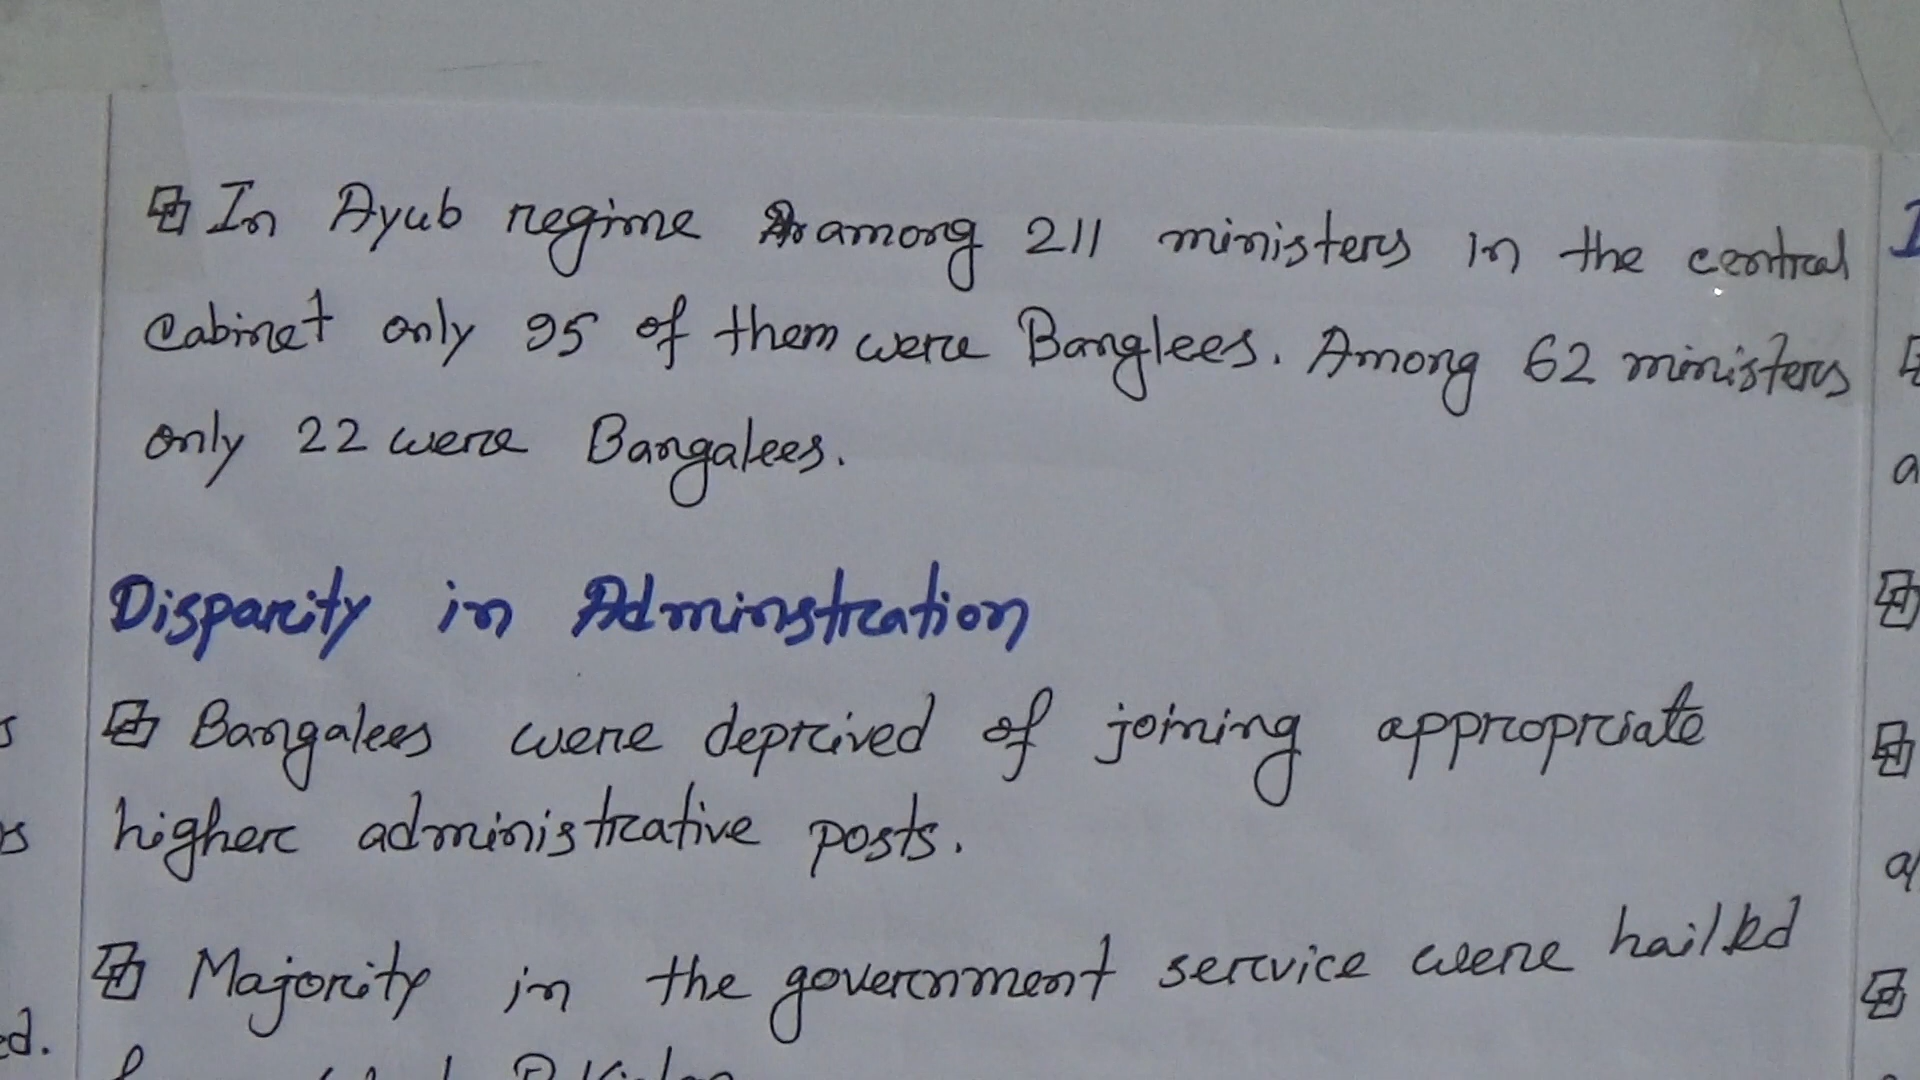 In Ayub regime among 211 ministers in the central
Cabinet only 95 of them were Banglees. Among 62 ministers
only 22 were Bangalees.
Disparity in Adminstration
Bangalees were deprived of joining appropriate
higher administrative posts.
Majority in the government service were hailed
ed.